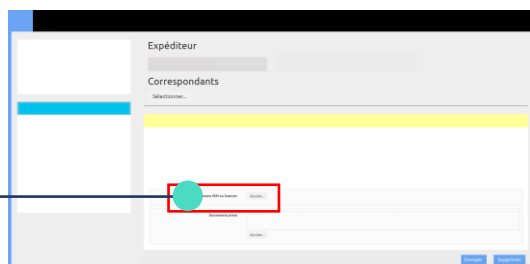 Expéditeur
Correspondants
Sélectionner...
Ajouter...
Documents joints
Ajouter...
Envoyer Supprimer